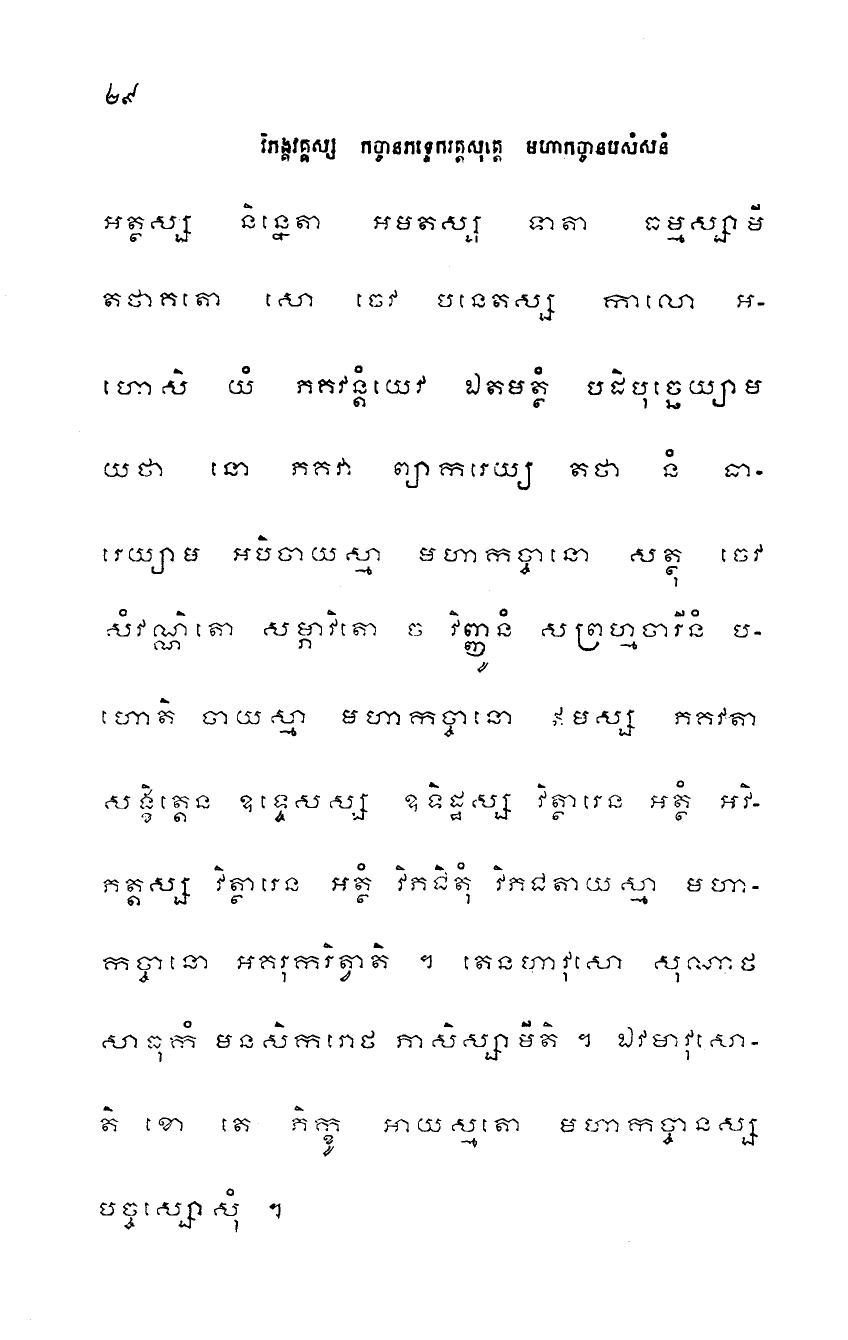 ២៩
វិភង្គវគ្គស្ស កច្ចានភទ្ទេករត្តសុត្តេ មហាកច្ចានបសំសនំ
អត្ថស្ស និន្នេតា អមតស្ស ទាតា ធម្មស្សាមី
តថាគតោ សោ ចេវ បនេតស្ស កាលោ អ-
ហោសិ យំ ភគវន្តំយេវ ឯតមត្ថំ បដិបុច្ឆេយ្យាម
យថា នោ ភគវា ព្យាករេយ្យ តថា នំ ធា-
រេយ្យាម អបិចាយស្មា មហាកច្ចានោ សត្ថុ ចេវ
សំវណ្ណិតោ សម្ភាវិតោ ច វិញ្ញូនំ សព្រហ្មចារីនំ ប-
ហោតិ ចាយស្មា មហាកច្ចានោ ឥមស្ស ភគវតា
សង្ខិត្តេន ឧទ្ទេសស្ស ឧទិដ្ឋស្ស វិត្ថារេន អត្ថំ អវិ-
ភត្តស្ស វិត្ថារេន អត្ថំ វិភជិតុំ វិភជតាយស្មា មហា-
កច្ចានោ អគរុករិត្វាតិ ។ តេនហាវុសោ សុណាថ
សាធុកំ មនសិករោថ ភាសិស្សាមីតិ ។ ឯវមាវុសោ-
តិ ខោ តេ ភិក្ខូ អាយស្មតោ មហាកច្ចានស្ស
បច្ចស្សោសុំ ។